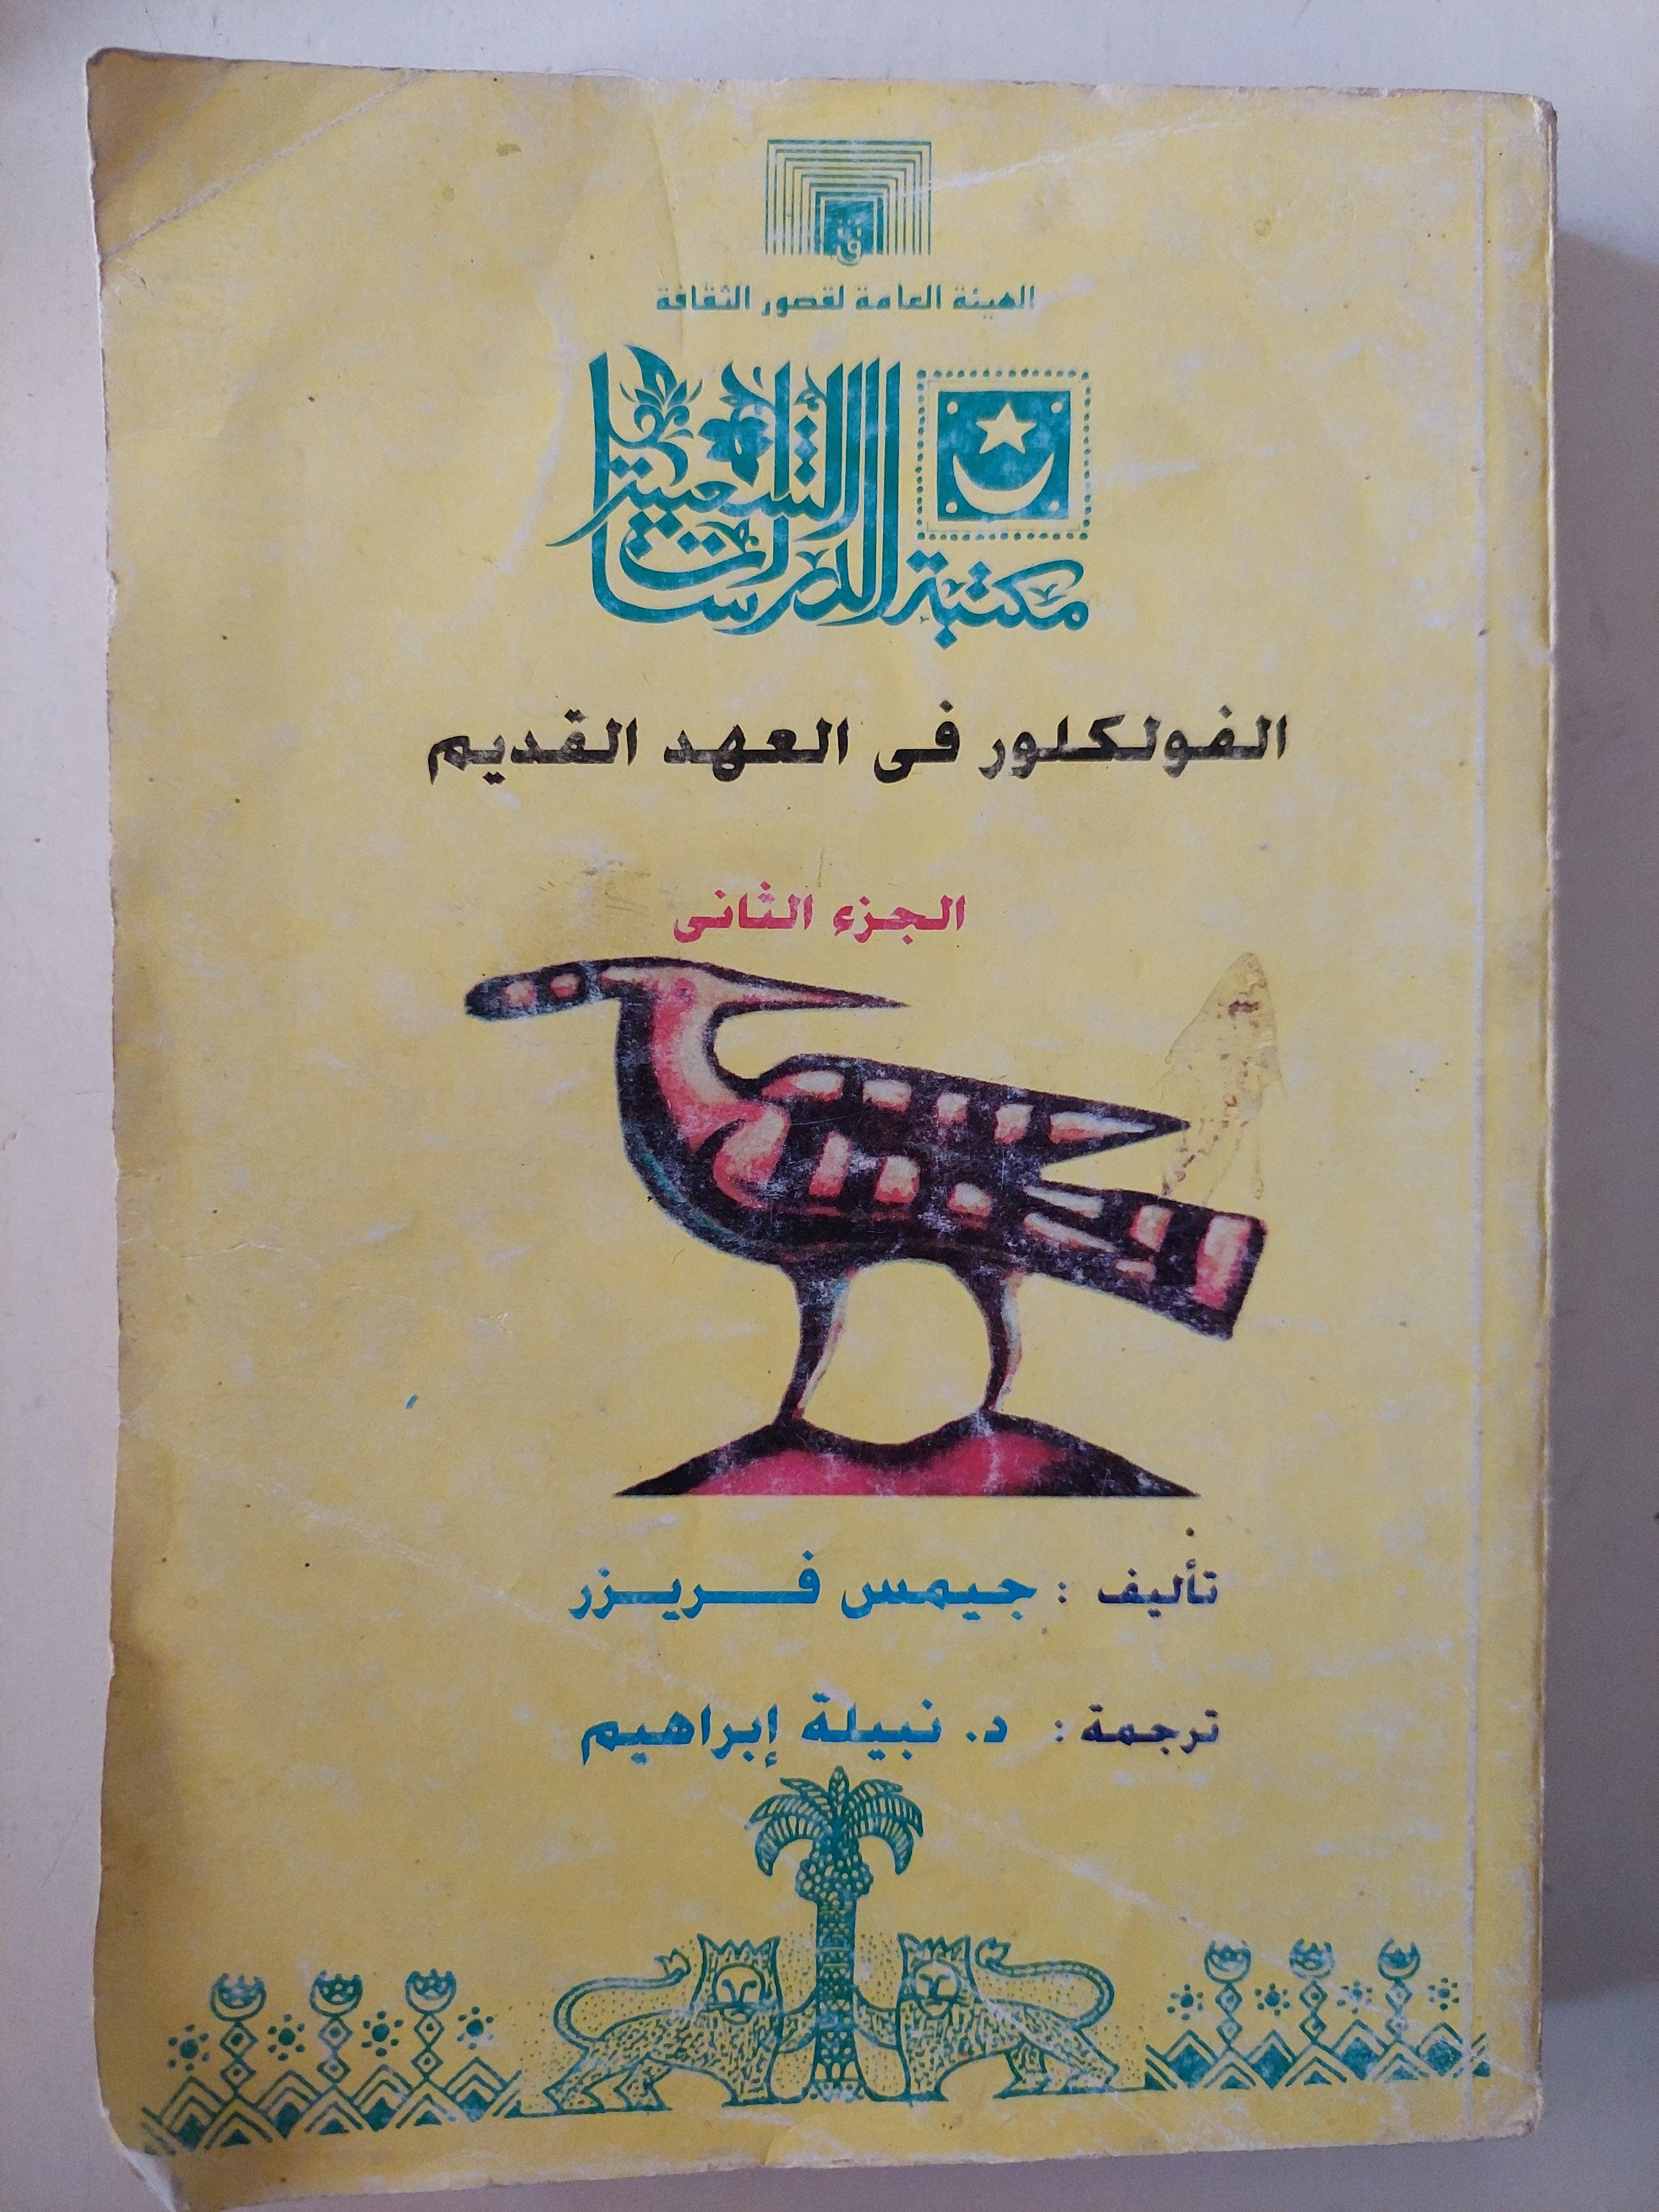 الهيئة العامة لقصور الثقافة
مكتبة الدراسات الشعبية
الفولكلور فى العهد القديم
الجزء الثانى
تأليف : جيمس فريزر
ترجمة : د. نبيلة إبراهيم